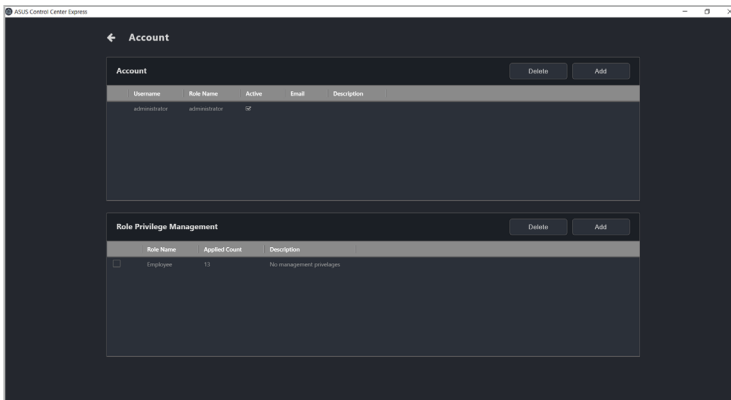 ASUS Control Center Express
Account
Account Delete Add
Username Role Name Active Email Description
administrator administrator
Role Privilege Management Delete Add
Role Name Applied Count Description
Employee 13 No management privelages